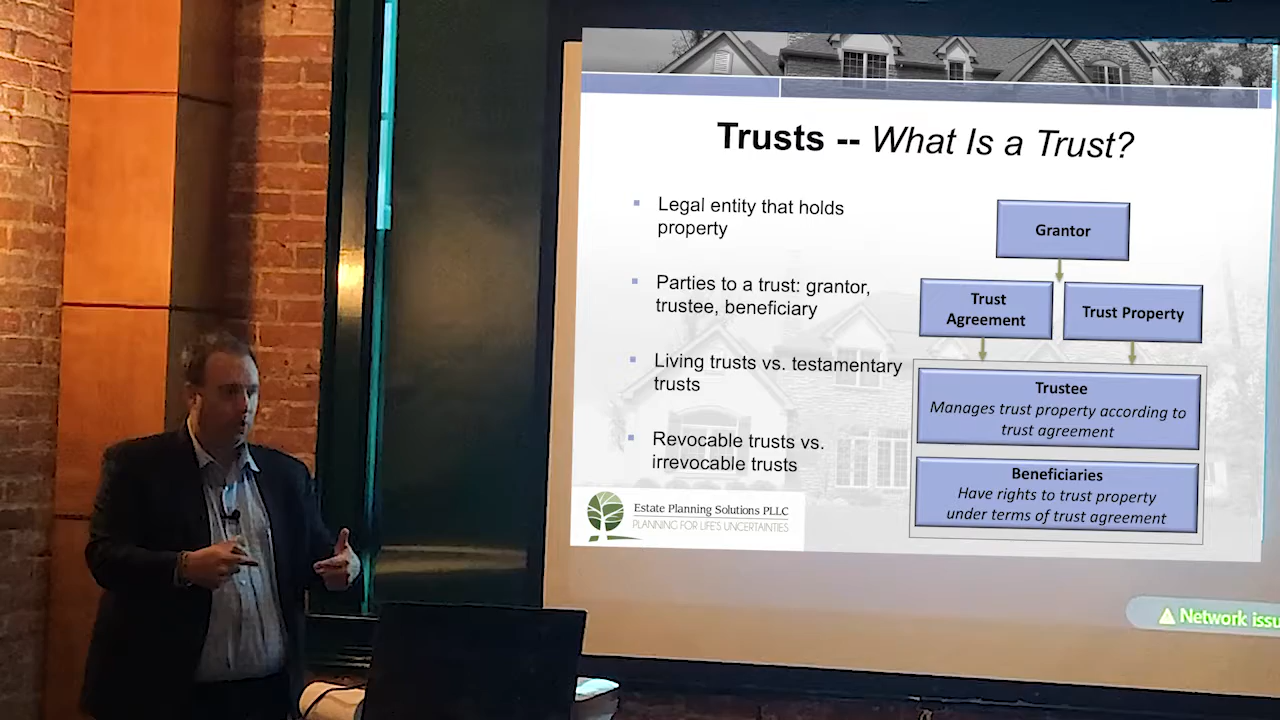 Trusts -- What Is a Trust?
Legal entity that holds
property
Parties to a trust: grantor,
trustee, beneficiary
Living trusts vs. testamentary
trusts
Revocable trusts vs.
irrevocable trusts
Grantor
Trust
Agreement
Trust Property
Trustee
Manages trust property according to
trust agreement
Beneficiaries
Have rights to trust property
under terms of trust agreement
Estate Planning Solutions PLLC
PLANNING FOR LIFE'S UNCERTAINTIES
Network issu